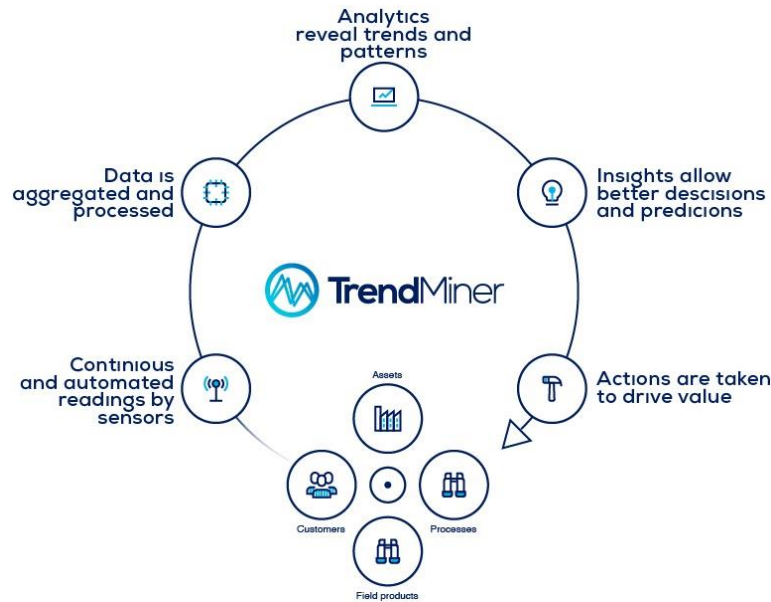 Analytics
reveal trends and
patterns
Data is
aggregated and
processed
Insights allow
better descisions
and predicions
TrendMiner
Continious
and automated
readings by
sensors
Actions are taken
to drive value
Assets
Customers
Processes
Field products